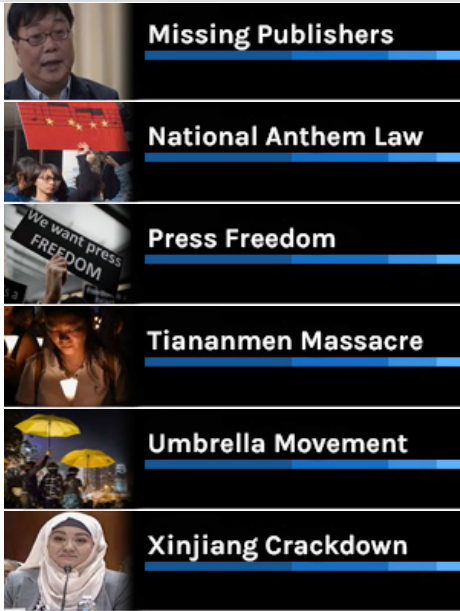 Missing Publishers
National Anthem Law
We want press
FREEDOM
Press Freedom
Tiananmen Massacre
Umbrella Movement
Xinjiang Crackdown